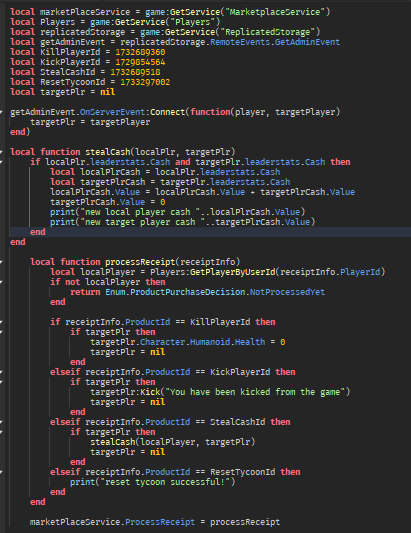 local marketPlaceService = game:GetService("MarketplaceService")
local Players = game:GetService("Players")
local replicatedStorage = game:GetService("ReplicatedStorage")
local getAdminEvent = replicatedStorage.RemoteEvents.GetAdminEvent
local KillPlayerId = 1732689360
local KickPlayerId = 1729854564
local StealCashId = 1732689518
local ResetTycoonId = 1733297002
local targetPlr = nil

getAdminEvent.OnServerEvent:Connect(function(player, targetPlayer)
    targetPlr = targetPlayer
end)

local function stealCash(localPlr, targetPlr)
    if localPlr.leaderstats.Cash and targetPlr.leaderstats.Cash then
        local localPlrCash = localPlr.leaderstats.Cash
        local targetPlrCash = targetPlr.leaderstats.Cash
        localPlrCash.Value = localPlrCash.Value + targetPlrCash.Value
        targetPlrCash.Value = 0
        print("new local player cash "..localPlrCash.Value)
        print("new target player cash "..targetPlrCash.Value)
    end
end

    local function processReceipt(receiptInfo)
        local localPlayer = Players:GetPlayerByUserId(receiptInfo.PlayerId)
        if not localPlayer then
            return Enum.ProductPurchaseDecision.NotProcessedYet
        end

        if receiptInfo.ProductId == KillPlayerId then
            if targetPlr then
                targetPlr.Character.Humanoid.Health = 0
                targetPlr = nil
            end
        elseif receiptInfo.ProductId == KickPlayerId then
            if targetPlr then
                targetPlr:Kick("You have been kicked from the game")
                targetPlr = nil
            end
        elseif receiptInfo.ProductId == StealCashId then
            if targetPlr then
                stealCash(localPlayer, targetPlr)
                targetPlr = nil
            end
        elseif receiptInfo.ProductId == ResetTycoonId then
            print("reset tycoon successful!")
        end
    end

    marketPlaceService.ProcessReceipt = processReceipt